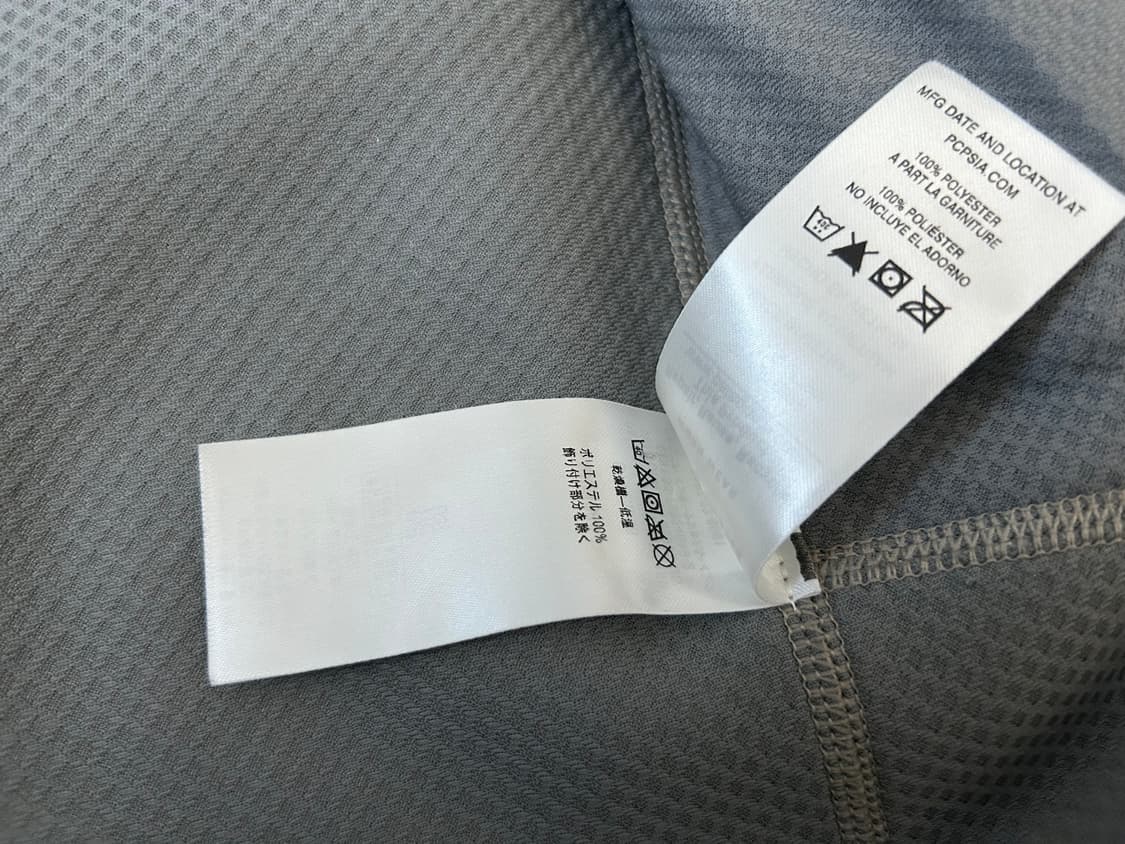 MFG DATE AND LOCATION AT
PCPSIA.COM
100% POLYESTER
A PART LA GARNITURE
100% POLIÉSTER
NO INCLUYE EL ADORNO
40
乾燥機—低温
ポリエステル 100%
飾り付け部分を除く